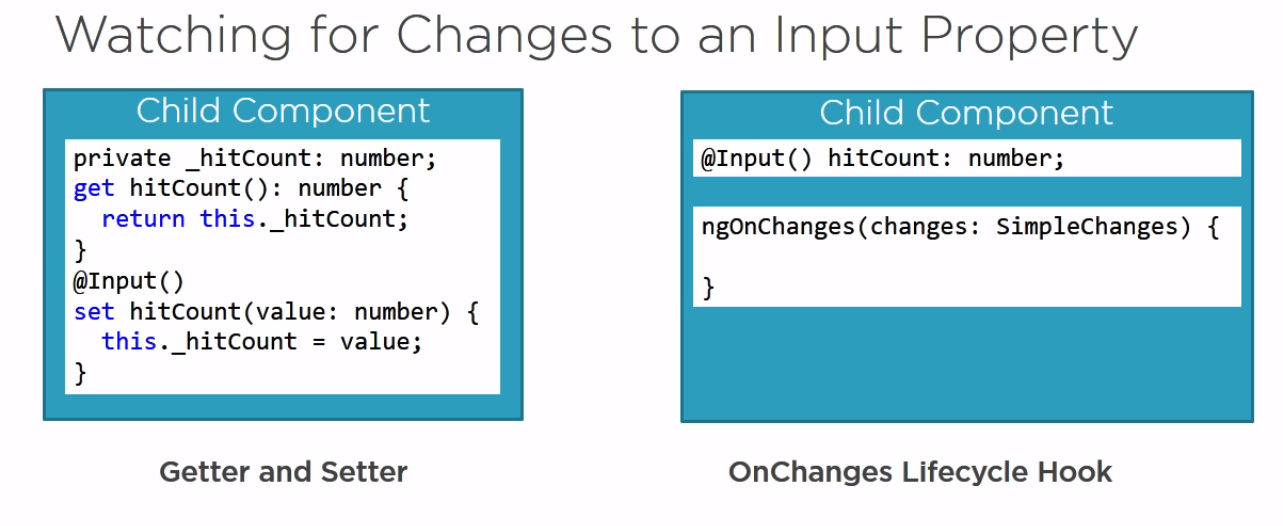 Watching for Changes to an Input Property
Child Component
private _hitCount: number;
get hitCount(): number {
  return this._hitCount;
}
@Input()
set hitCount(value: number) {
  this._hitCount = value;
}
Getter and Setter
Child Component
@Input() hitCount: number;
ngOnChanges(changes: SimpleChanges) {
}
OnChanges Lifecycle Hook